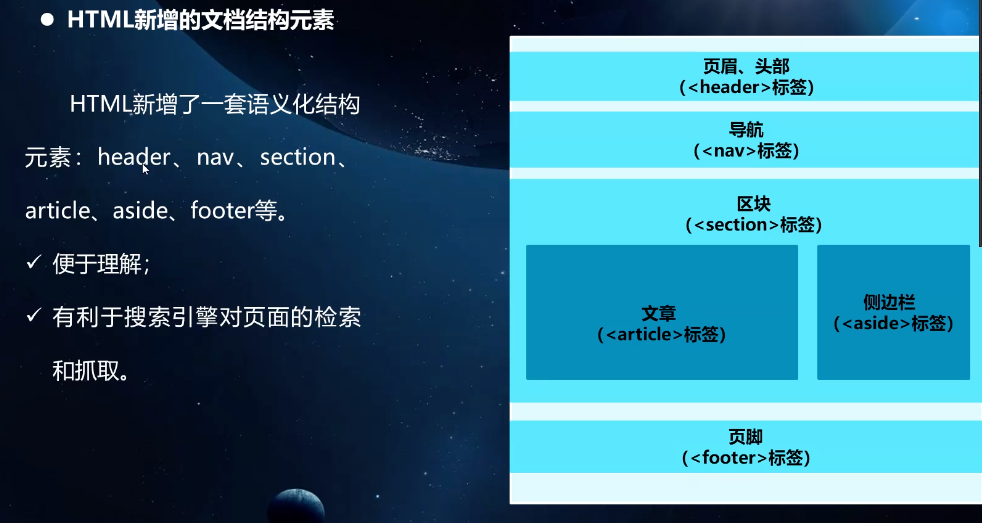 ● HTML新增的文档结构元素
HTML新增了一套语义化结构
元素：header、nav、section、
article、aside、footer等。
✓ 便于理解；
✓ 有利于搜索引擎对页面的检索
和抓取。
页眉、头部
（<header>标签）
导航
（<nav>标签）
区块
（<section>标签）
文章
（<article>标签）
侧边栏
（<aside>标签）
页脚
（<footer>标签）